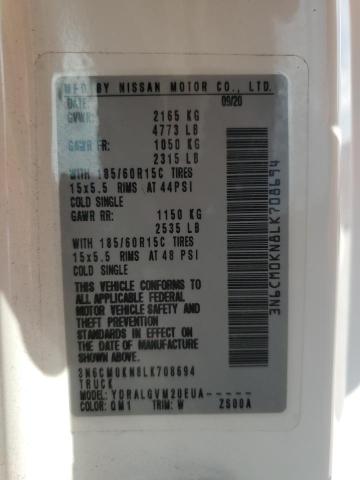 MFD BY NISSAN MOTOR CO., LTD.
DATE: 09/20
GVWR: 2165 KG
4773 LB
GAWR FR: 1050 KG
2315 LB
WITH 185/60R15C TIRES
15x5.5 RIMS AT 44PSI
COLD SINGLE
GAWR RR: 1150 KG
2535 LB
WITH 185/60R15C TIRES
15x5.5 RIMS AT 48 PSI
COLD SINGLE
THIS VEHICLE CONFORMS TO
ALL APPLICABLE FEDERAL
MOTOR VEHICLE SAFETY
STANDARDS IN EFFECT ON
THE DATE OF MANUFACTURE
SHOWN ABOVE.
3N6CM0KN8LK708694
TRUCK
MODEL: YDRALGVM20EUA-----
COLOR: QM1 TRIM: W ZS00A
3N6CM0KN8LK708694